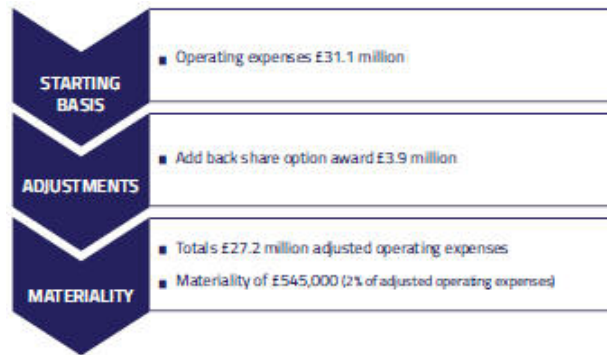 STARTING
BASIS
▪ Operating expenses £31.1 million
ADJUSTMENTS
▪ Add back share option award £3.9 million
MATERIALITY
▪ Totals £27.2 million adjusted operating expenses
▪ Materiality of £545,000 (2% of adjusted operating expenses)